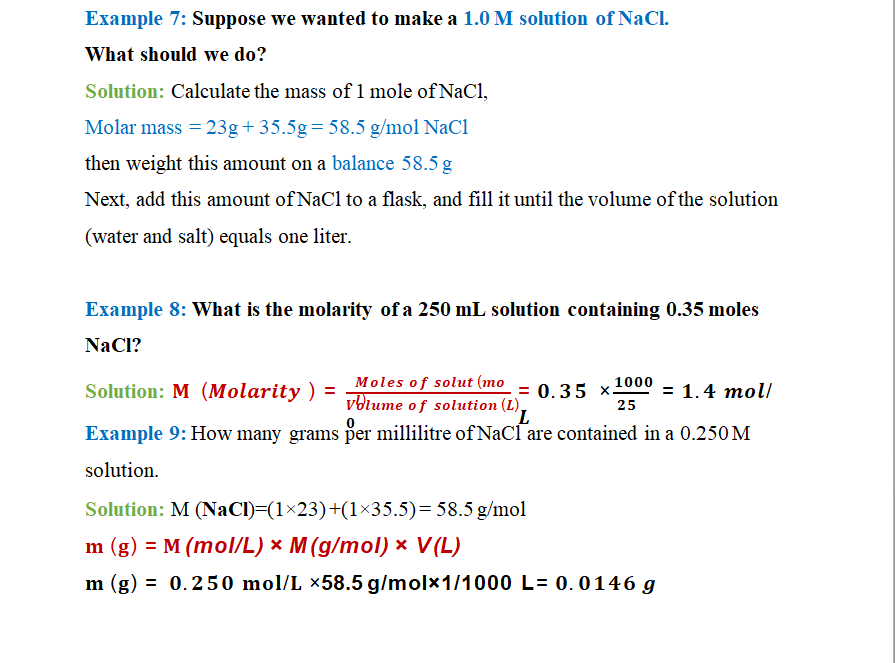 Example 7: Suppose we wanted to make a 1.0 M solution of NaCl.
What should we do?
Solution: Calculate the mass of 1 mole of NaCl,
Molar mass = 23g + 35.5g = 58.5 g/mol NaCl
then weight this amount on a balance 58.5 g
Next, add this amount of NaCl to a flask, and fill it until the volume of the solution
(water and salt) equals one liter.
Example 8: What is the molarity of a 250 mL solution containing 0.35 moles
NaCl?
Solution: M (Molarity ) = Moles of solut (mo l) / Volume of solution (L) = 0.35 × 1000 / 25 0 = 1.4 mol/ L
Example 9: How many grams per millilitre of NaCl are contained in a 0.250 M
solution.
Solution: M (NaCl)=(1×23)+(1×35.5)= 58.5 g/mol
m (g) = M (mol/L) × M (g/mol) × V(L)
m (g) = 0.250 mol/L ×58.5 g/mol×1/1000 L= 0.0146 g